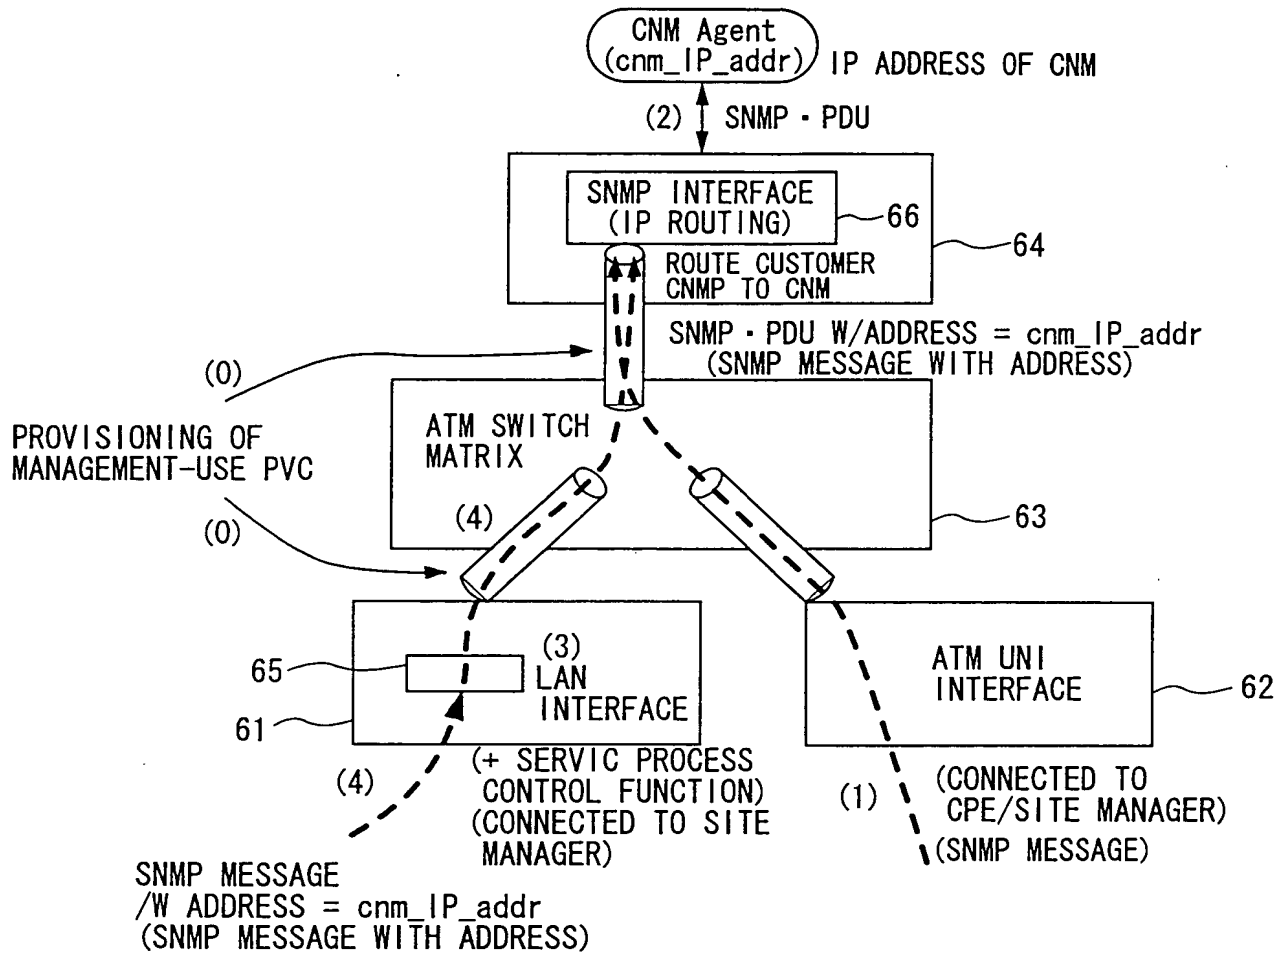 CNM Agent
(cnm_IP_addr)
IP ADDRESS OF CNM
(2)
SNMP・PDU
SNMP INTERFACE
(IP ROUTING)
66
64
ROUTE CUSTOMER
CNMP TO CNM
SNMP・PDU W/ADDRESS = cnm_IP_addr
(SNMP MESSAGE WITH ADDRESS)
(0)
PROVISIONING OF
MANAGEMENT-USE PVC
(0)
ATM SWITCH
MATRIX
(4)
63
65
61
(3)
LAN
INTERFACE
ATM UNI
INTERFACE
62
(4)
(+ SERVIC PROCESS
CONTROL FUNCTION)
(CONNECTED TO SITE
MANAGER)
(1)
(CONNECTED TO
CPE/SITE MANAGER)
(SNMP MESSAGE)
SNMP MESSAGE
/W ADDRESS = cnm_IP_addr
(SNMP MESSAGE WITH ADDRESS)